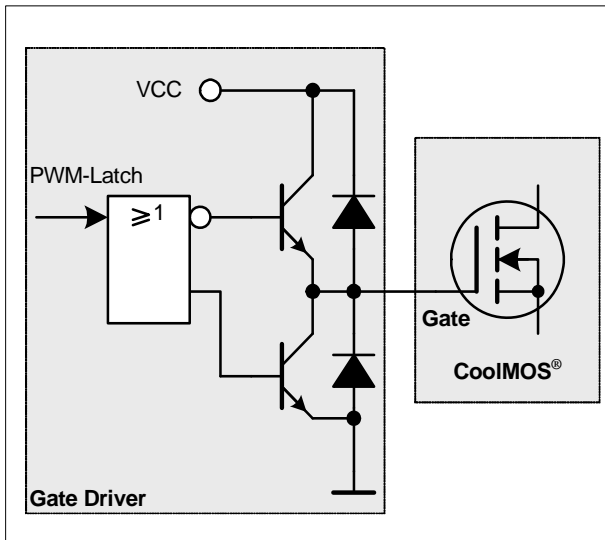 VCC
PWM-Latch
≥1
Gate
CoolMOS®
Gate Driver